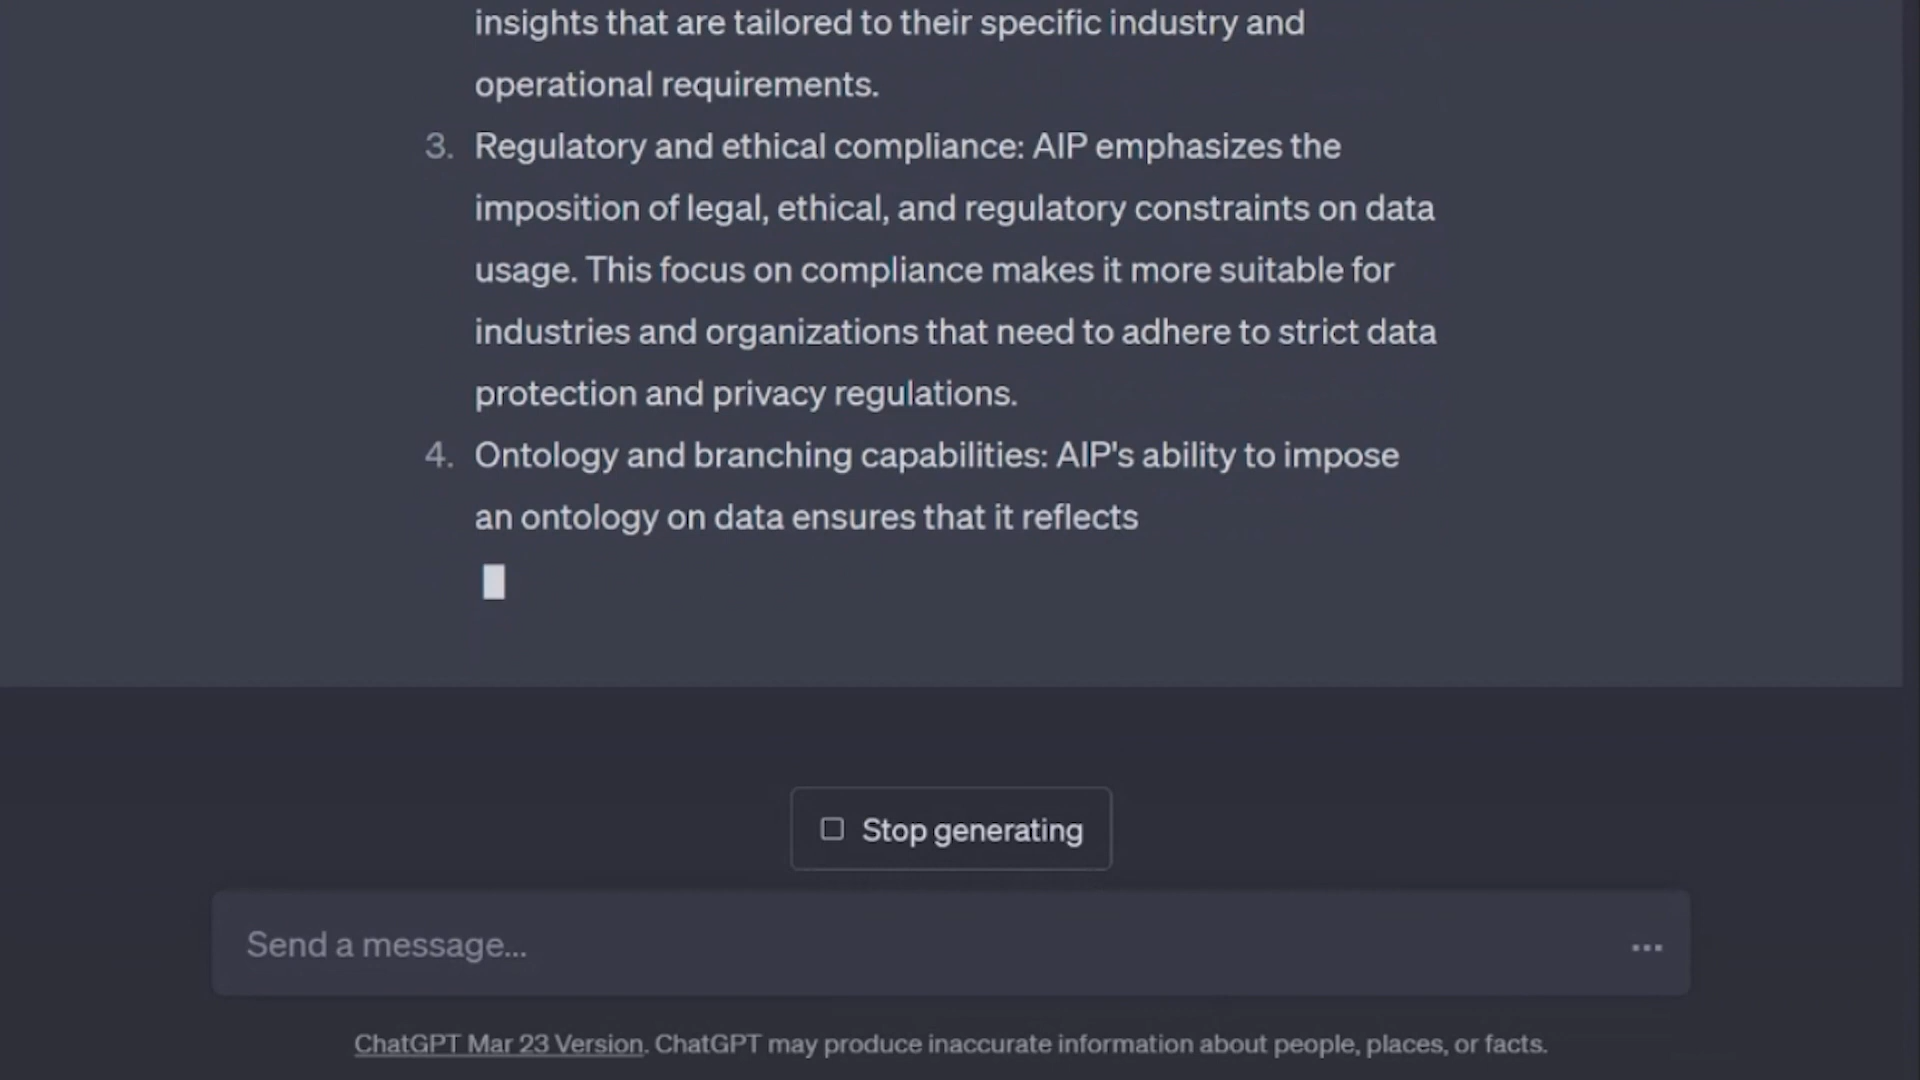 insights that are tailored to their specific industry and
operational requirements.
3. Regulatory and ethical compliance: AIP emphasizes the
imposition of legal, ethical, and regulatory constraints on data
usage. This focus on compliance makes it more suitable for
industries and organizations that need to adhere to strict data
protection and privacy regulations.
4. Ontology and branching capabilities: AIP's ability to impose
an ontology on data ensures that it reflects
Stop generating
Send a message...
ChatGPT Mar 23 Version. ChatGPT may produce inaccurate information about people, places, or facts.